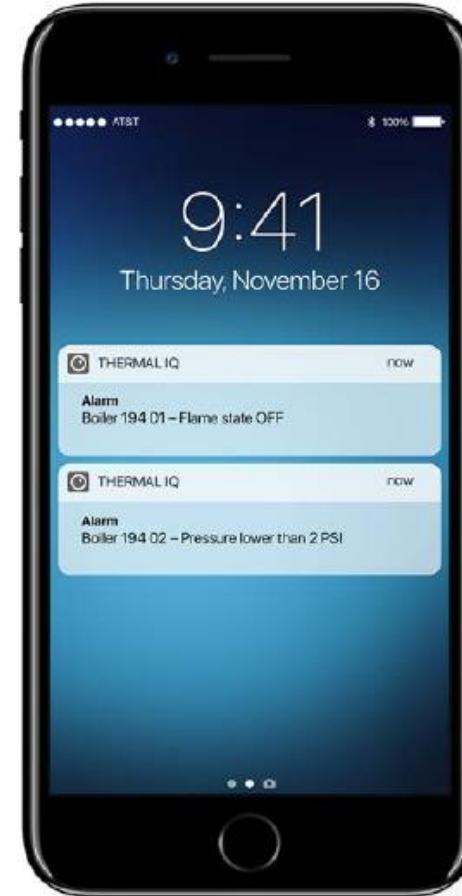 AT&T 100%
9:41
Thursday, November 16
THERMAL IQ now
Alarm
Boiler 194 01 – Flame state OFF
THERMAL IQ now
Alarm
Boiler 194 02 – Pressure lower than 2 PSI